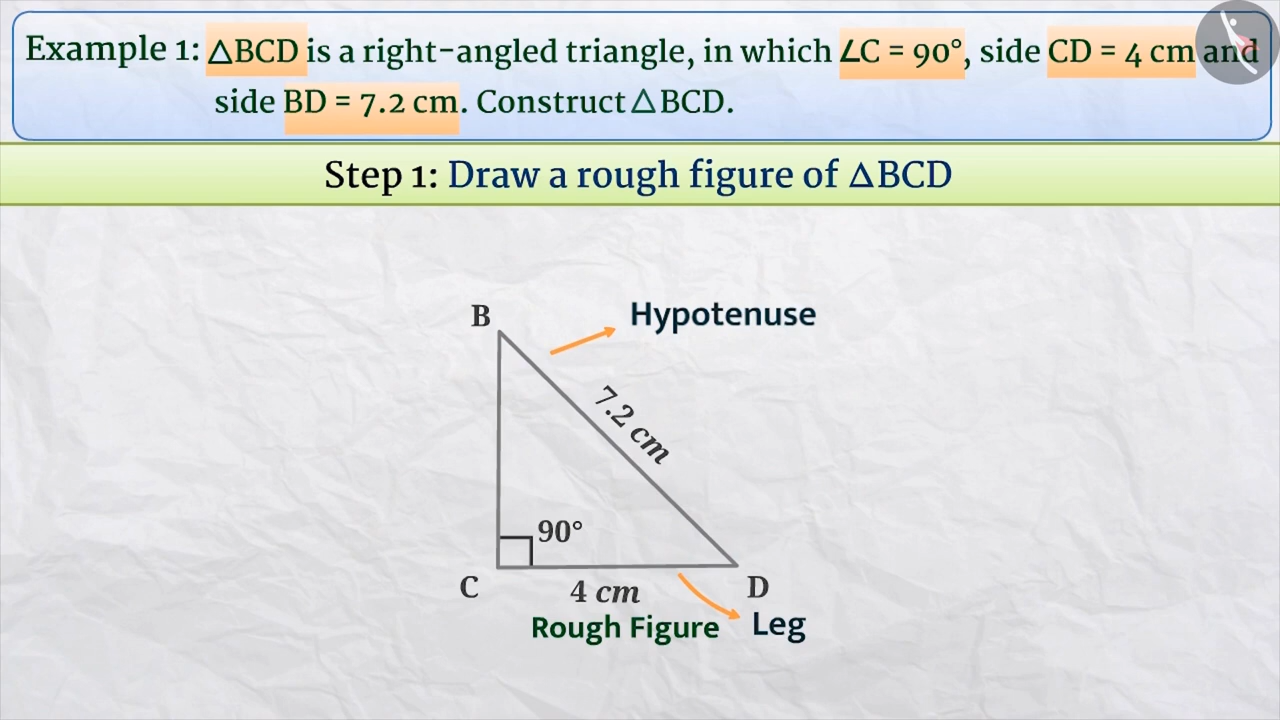 Example 1: △BCD is a right-angled triangle, in which ∠C = 90°, side CD = 4 cm and
side BD = 7.2 cm. Construct △BCD.
Step 1: Draw a rough figure of △BCD
B
Hypotenuse
7.2 cm
90°
C
4 cm
D
Rough Figure
Leg